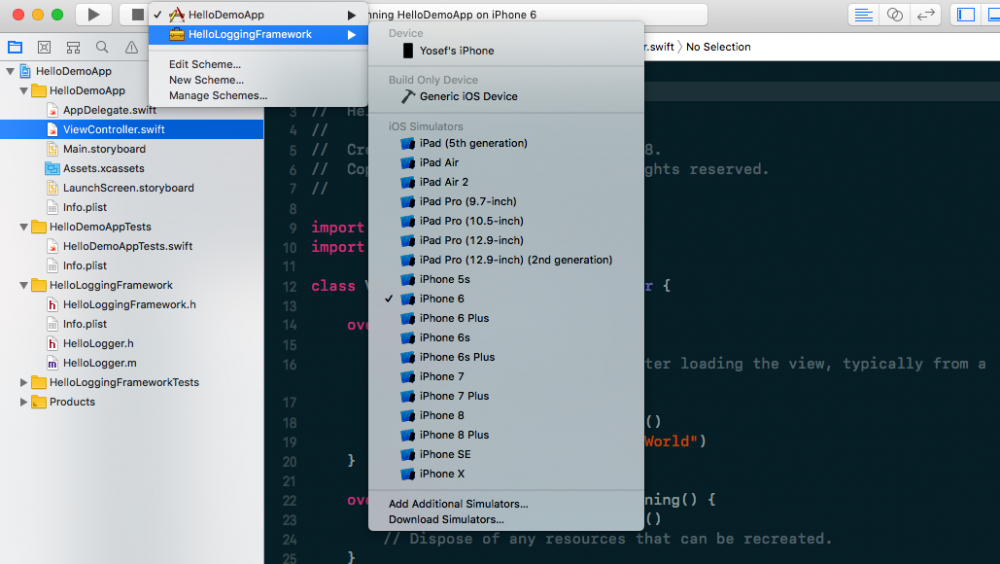 HelloDemoApp
nning HelloDemoApp on iPhone 6
HelloLoggingFramework
Edit Scheme...
New Scheme...
Manage Schemes...
Device
Yosef's iPhone
Build Only Device
Generic iOS Device
iOS Simulators
iPad (5th generation)
iPad Air
iPad Air 2
iPad Pro (9.7-inch)
iPad Pro (10.5-inch)
iPad Pro (12.9-inch)
iPad Pro (12.9-inch) (2nd generation)
iPhone 5s
iPhone 6
iPhone 6 Plus
iPhone 6s
iPhone 6s Plus
iPhone 7
iPhone 7 Plus
iPhone 8
iPhone 8 Plus
iPhone SE
iPhone X
Add Additional Simulators...
Download Simulators...
r.swift 〉 No Selection
HelloDemoApp
HelloDemoApp
AppDelegate.swift
ViewController.swift
Main.storyboard
Assets.xcassets
LaunchScreen.storyboard
Info.plist
HelloDemoAppTests
HelloDemoAppTests.swift
Info.plist
HelloLoggingFramework
HelloLoggingFramework.h
Info.plist
HelloLogger.h
HelloLogger.m
HelloLoggingFrameworkTests
Products
3 // Hel
4 //
5 // Cre 8.
6 // Cop ghts reserved.
7 //
8
9 import
10 import
11
12 class V r {
13
14 ove
15
16 ter loading the view, typically from a
17
18 ()
19 World")
20 }
21
22 ove ning() {
23 ()
24 // Dispose of any resources that can be recreated.
25 }